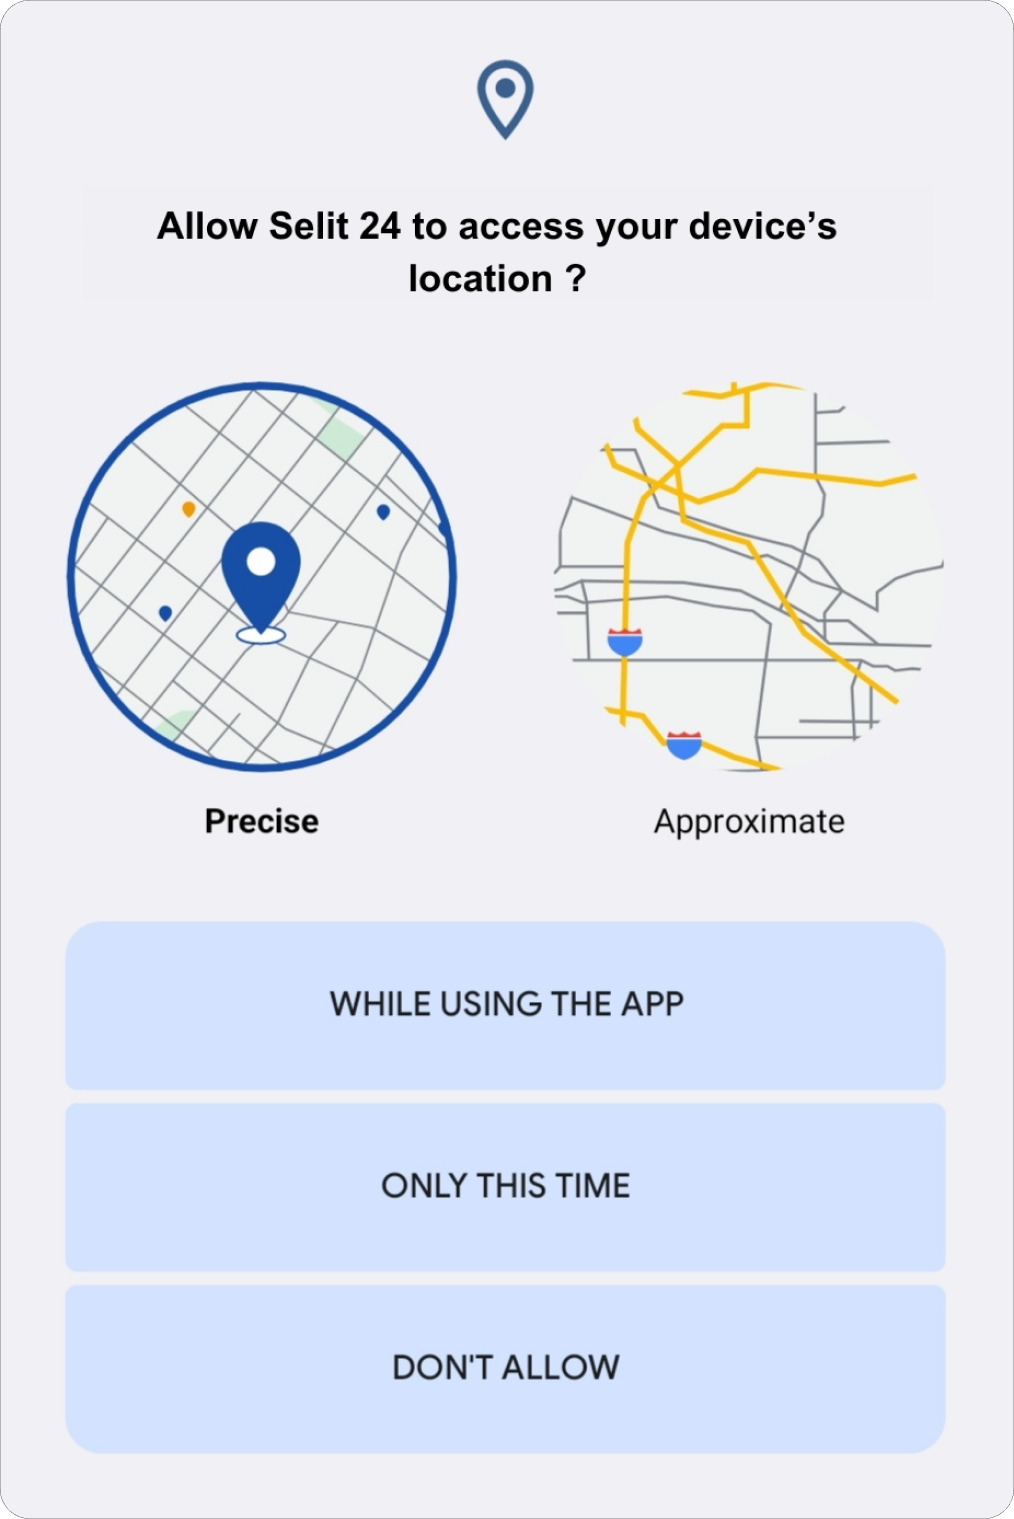 Allow Selit 24 to access your device’s
location ?
Precise
Approximate
WHILE USING THE APP
ONLY THIS TIME
DON'T ALLOW